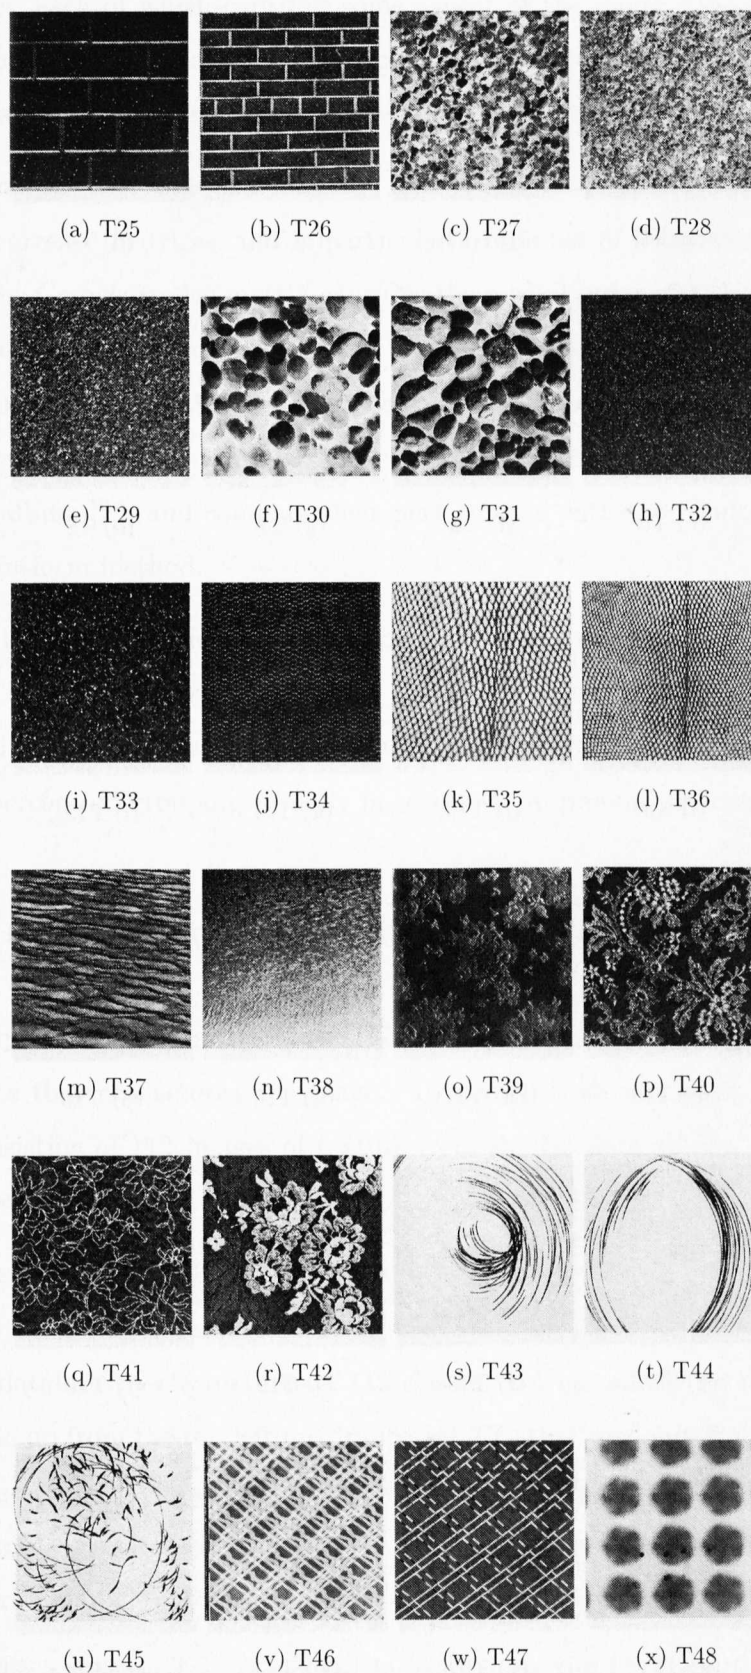 (a) T25 (b) T26 (c) T27 (d) T28
(e) T29 (f) T30 (g) T31 (h) T32
(i) T33 (j) T34 (k) T35 (l) T36
(m) T37 (n) T38 (o) T39 (p) T40
(q) T41 (r) T42 (s) T43 (t) T44
(u) T45 (v) T46 (w) T47 (x) T48